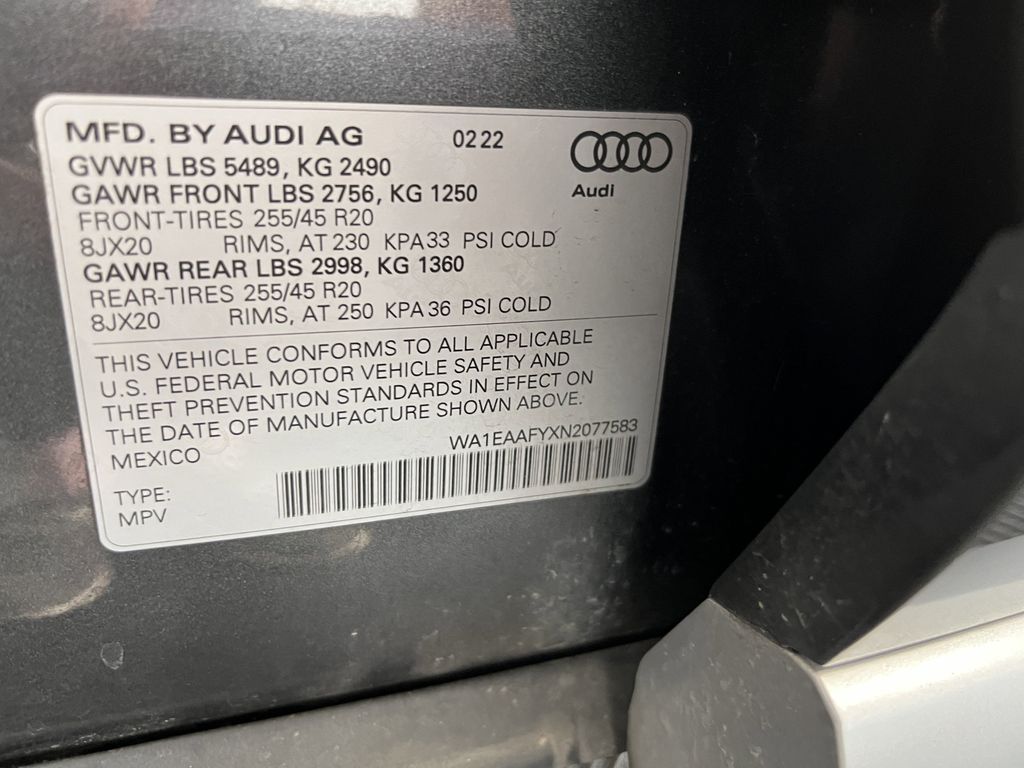 MFD. BY AUDI AG 02 22
GVWR LBS 5489, KG 2490
GAWR FRONT LBS 2756, KG 1250
Audi
FRONT-TIRES 255/45 R20
8JX20 RIMS, AT 230 KPA 33 PSI COLD
GAWR REAR LBS 2998, KG 1360
REAR-TIRES 255/45 R20
8JX20 RIMS, AT 250 KPA 36 PSI COLD
THIS VEHICLE CONFORMS TO ALL APPLICABLE
U.S. FEDERAL MOTOR VEHICLE SAFETY AND
THEFT PREVENTION STANDARDS IN EFFECT ON
THE DATE OF MANUFACTURE SHOWN ABOVE.
MEXICO WA1EAAFYXN2077583
TYPE:
MPV